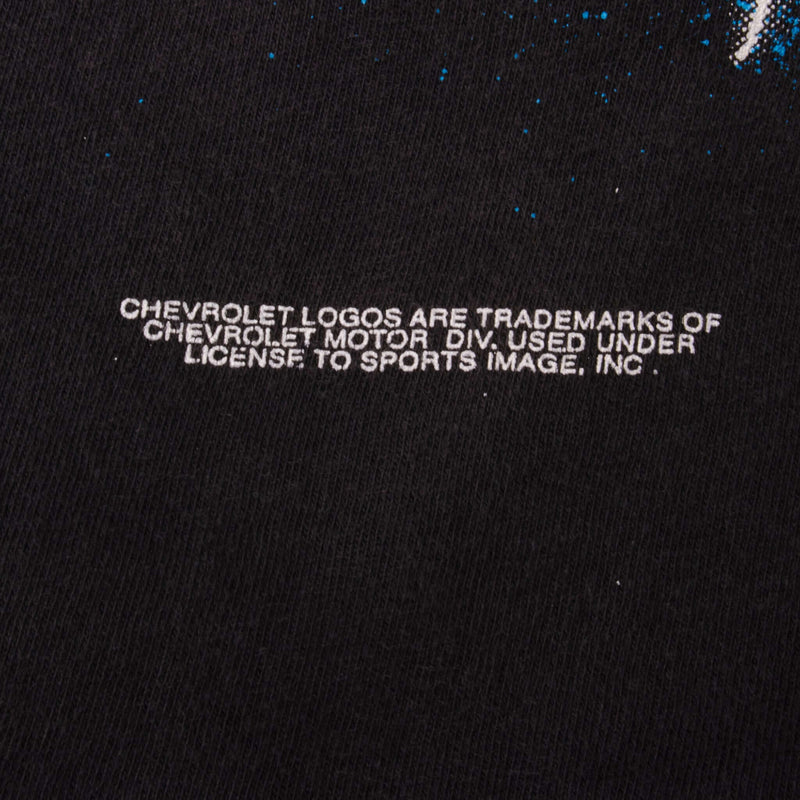 CHEVROLET LOGOS ARE TRADEMARKS OF
CHEVROLET MOTOR DIV. USED UNDER
LICENSE TO SPORTS IMAGE, INC .